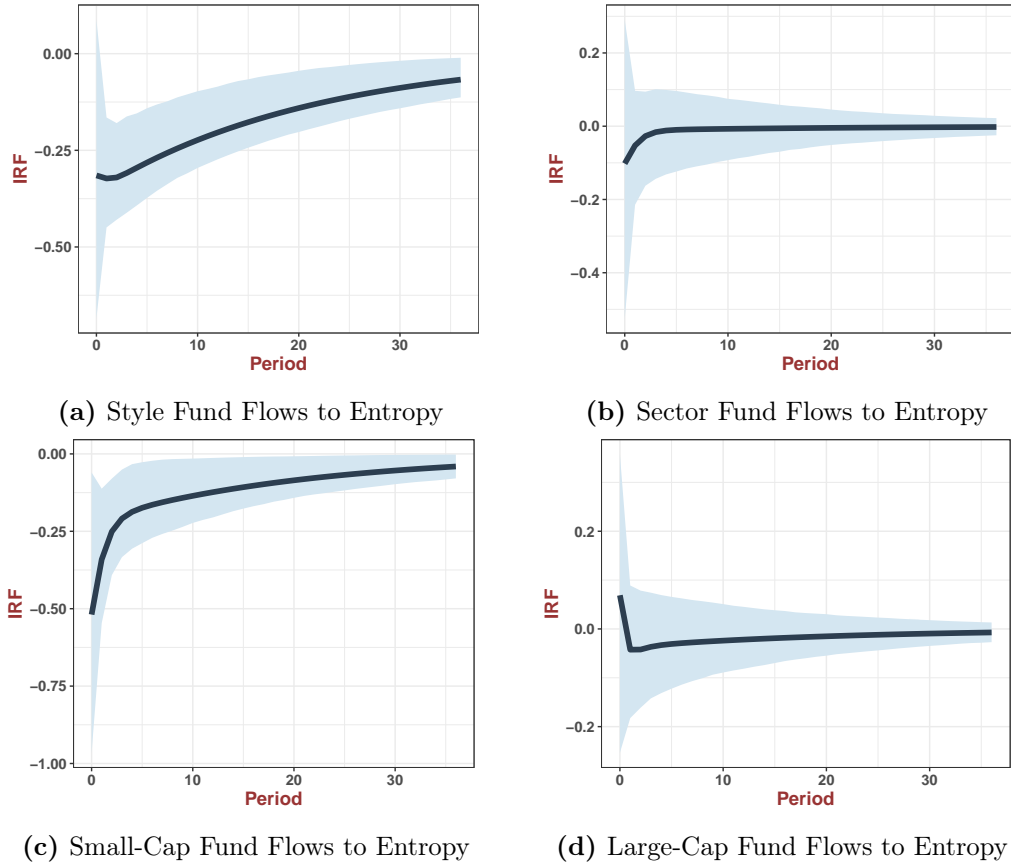 0.00
−0.25
−0.50
IRF
0
10
20
30
Period
(a) Style Fund Flows to Entropy
0.2
0.0
−0.2
−0.4
IRF
0
10
20
30
Period
(b) Sector Fund Flows to Entropy
0.00
−0.25
−0.50
−0.75
−1.00
IRF
0
10
20
30
Period
(c) Small-Cap Fund Flows to Entropy
0.2
0.0
−0.2
IRF
0
10
20
30
Period
(d) Large-Cap Fund Flows to Entropy